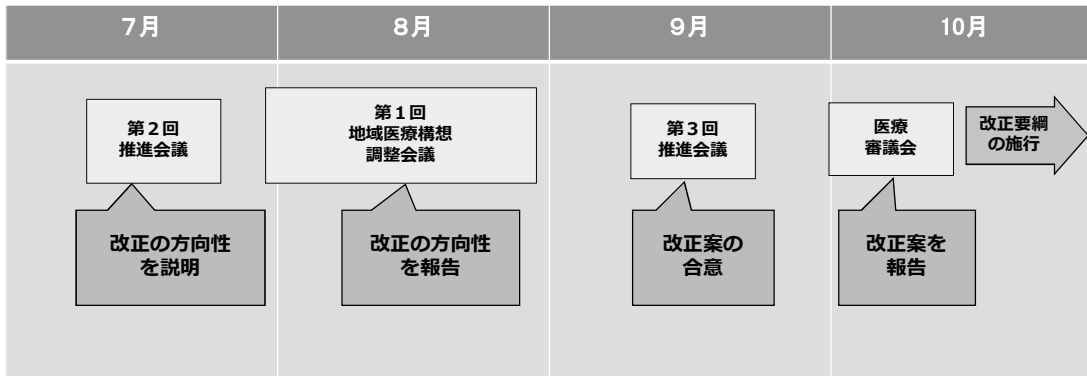 7月
8月
9月
10月
第２回
推進会議
第１回
地域医療構想
調整会議
第３回
推進会議
医療
審議会
改正要綱
の施行
改正の方向性
を説明
改正の方向性
を報告
改正案の
合意
改正案を
報告